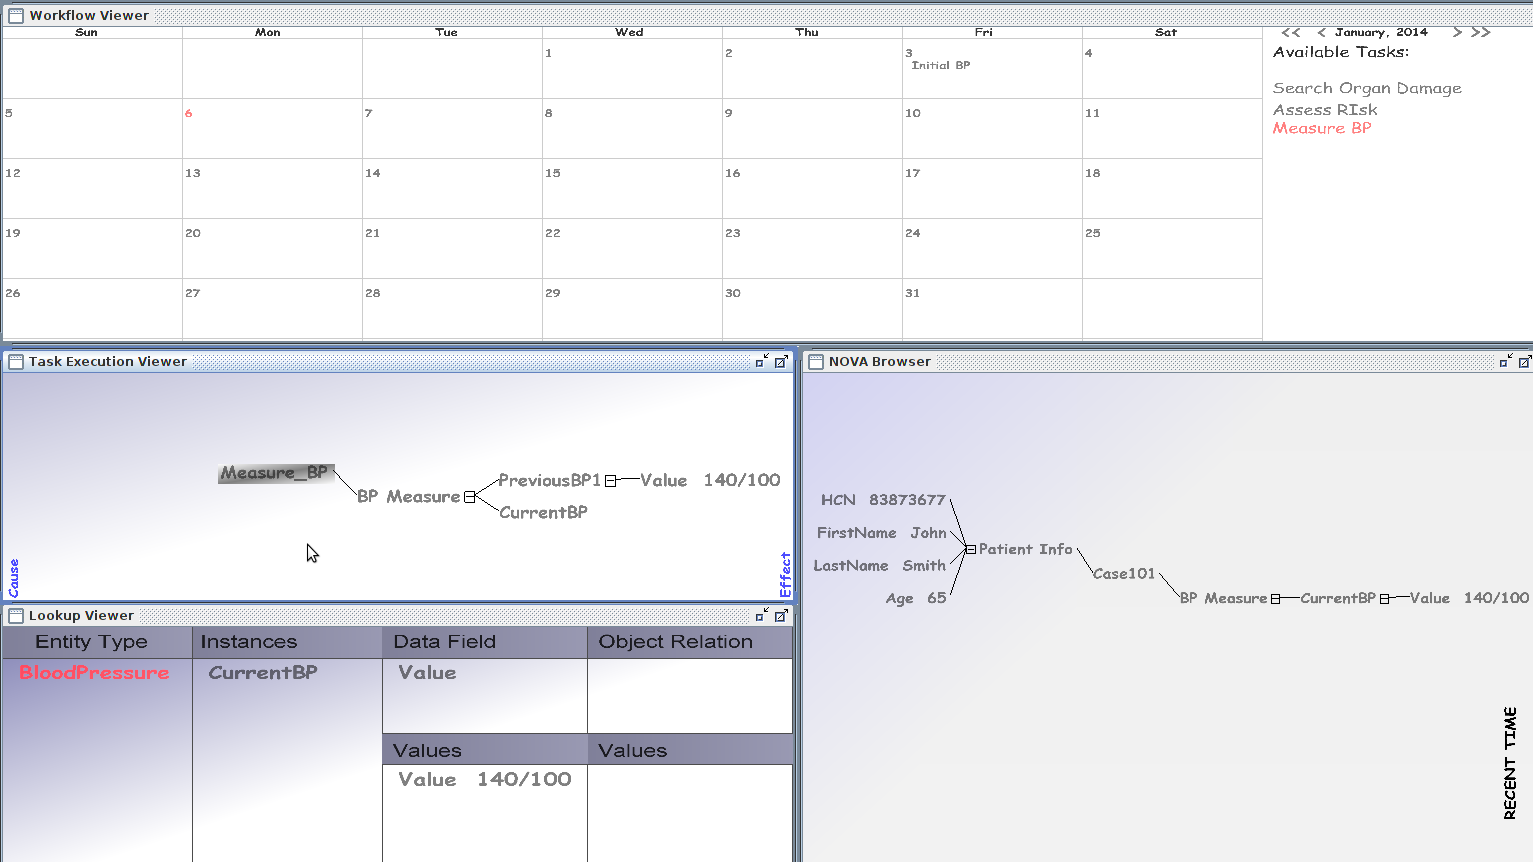 Workflow Viewer
Sun Mon Tue Wed Thu Fri Sat
<< < January, 2014 > >>
Available Tasks:
1 2 3 4
Initial BP
Search Organ Damage
Assess RIsk
Measure BP
5 6 7 8 9 10 11
12 13 14 15 16 17 18
19 20 21 22 23 24 25
26 27 28 29 30 31
Task Execution Viewer
Measure_BP
PreviousBP1 Value 140/100
BP Measure
CurrentBP
Cause
Effect
Lookup Viewer
Entity Type Instances Data Field Object Relation
BloodPressure CurrentBP Value
Values Values
Value 140/100
NOVA Browser
HCN 83873677
FirstName John
Patient Info
LastName Smith
Case101
Age 65
BP Measure CurrentBP Value 140/100
RECENT TIME